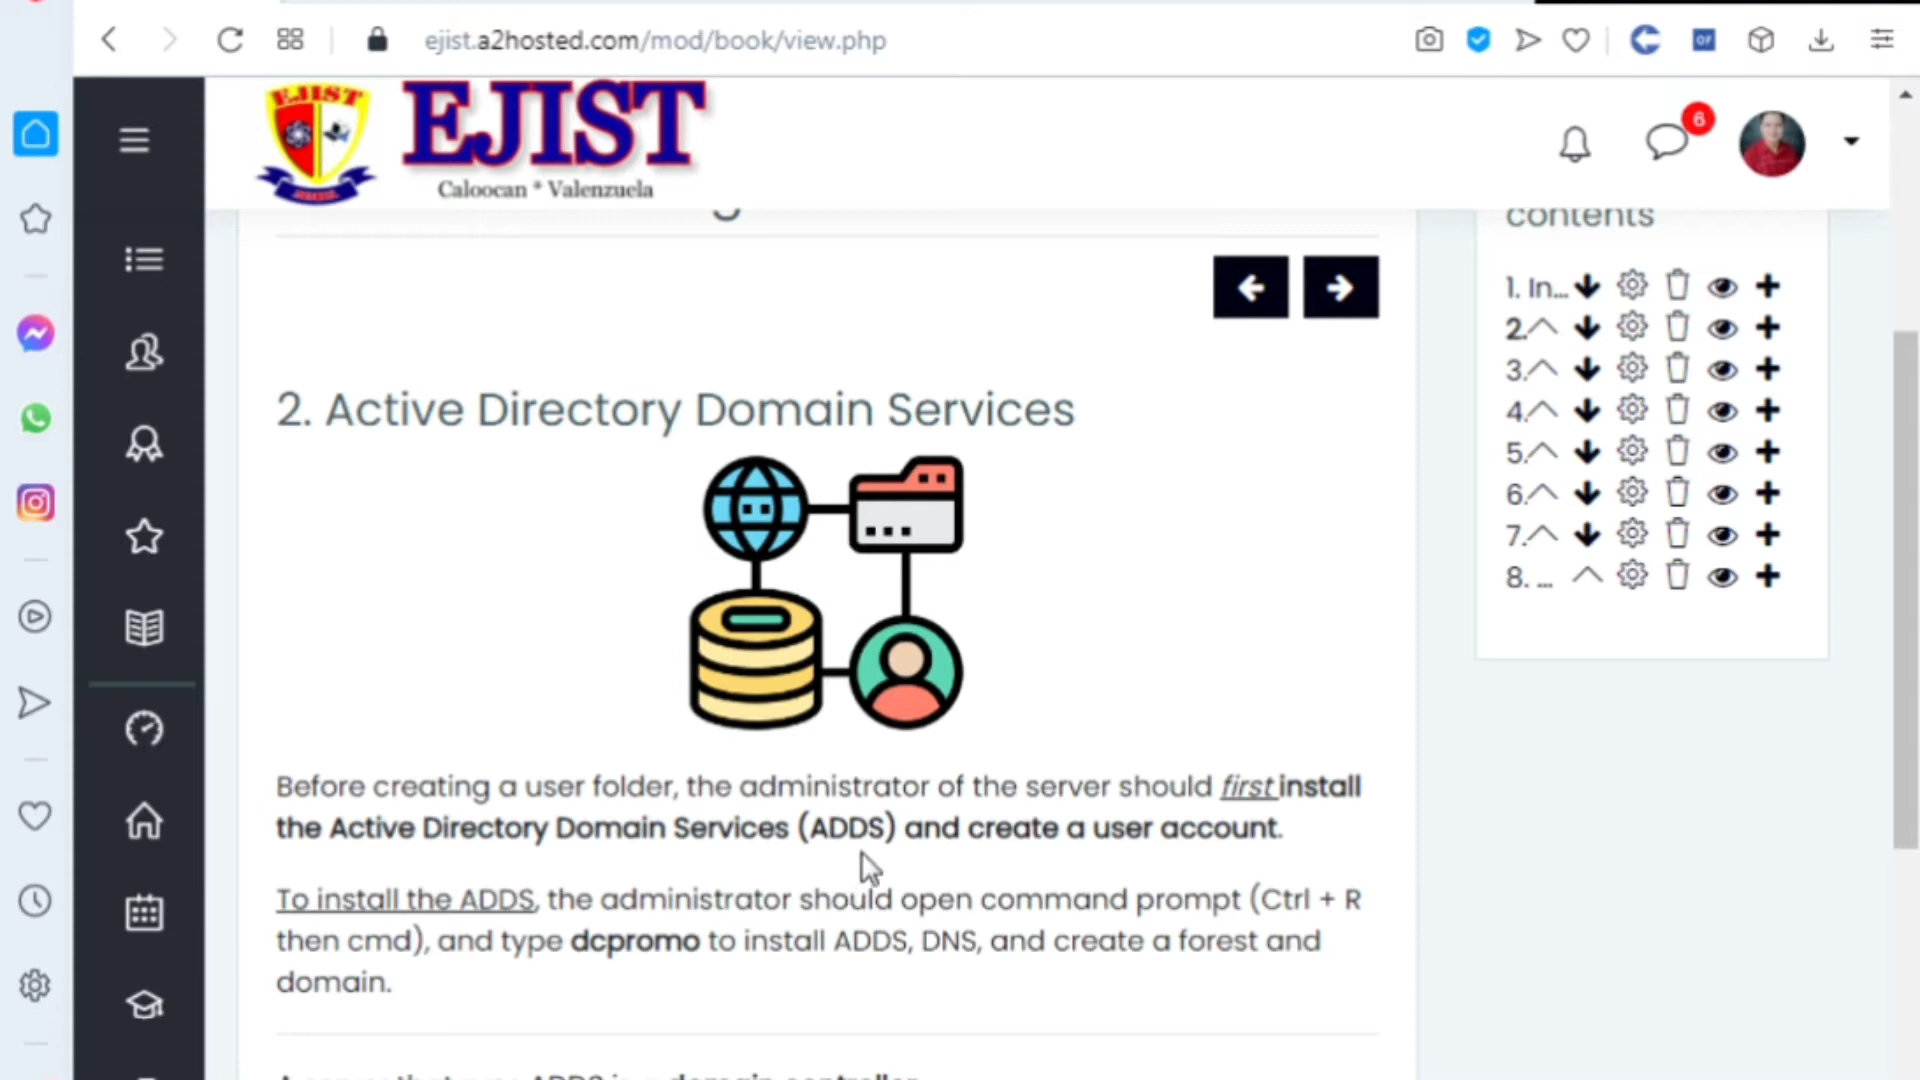 ejist.a2hosted.com/mod/book/view.php
EJIST
EJIST
Caloocan * Valenzuela
6
contents
1. In...
2.
3.
4.
5.
6.
7.
8. ...
2. Active Directory Domain Services
Before creating a user folder, the administrator of the server should first install
the Active Directory Domain Services (ADDS) and create a user account.
To install the ADDS, the administrator should open command prompt (Ctrl + R
then cmd), and type dcpromo to install ADDS, DNS, and create a forest and
domain.